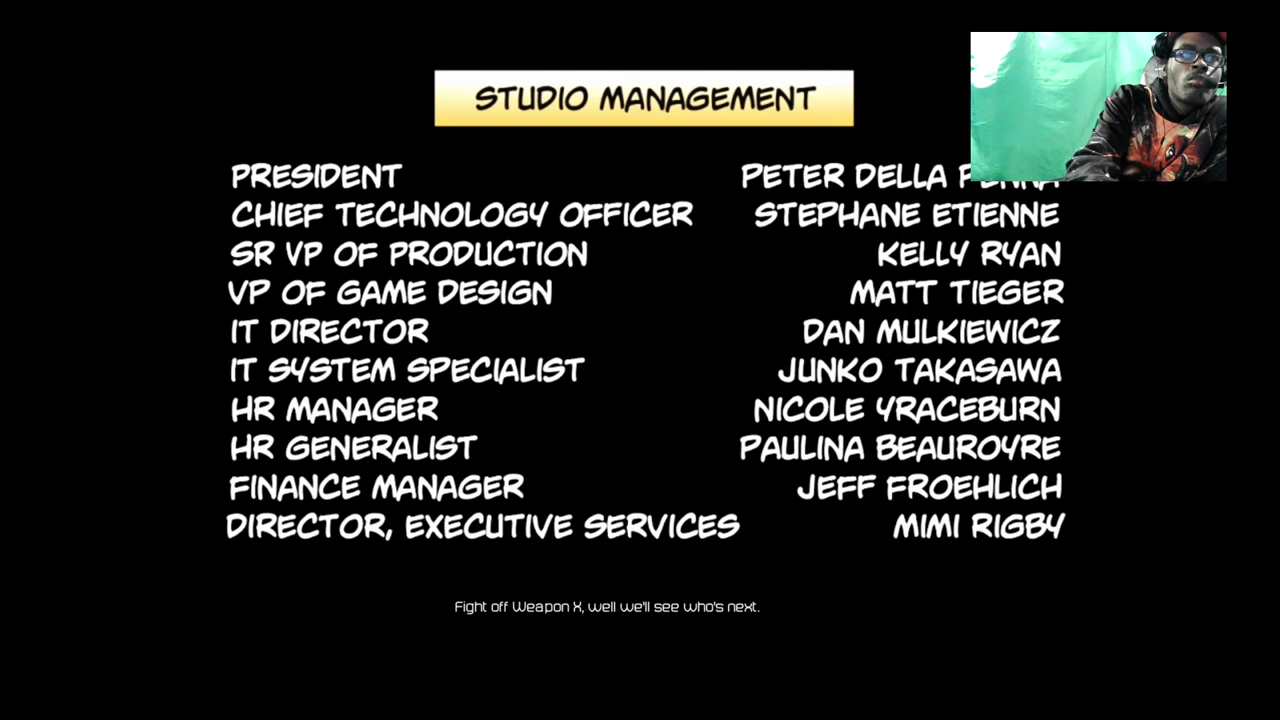 STUDIO MANAGEMENT
PRESIDENT PETER DELLA
CHIEF TECHNOLOGY OFFICER STEPHANE ETIENNE
SR VP OF PRODUCTION KELLY RYAN
VP OF GAME DESIGN MATT TIEGER
IT DIRECTOR DAN MULKIEWICZ
IT SYSTEM SPECIALIST JUNKO TAKASAWA
HR MANAGER NICOLE YRACEBURN
HR GENERALIST PAULINA BEAUROYRE
FINANCE MANAGER JEFF FROEHLICH
DIRECTOR, EXECUTIVE SERVICES MIMI RIGBY
Fight off Weapon X, well we'll see who's next.